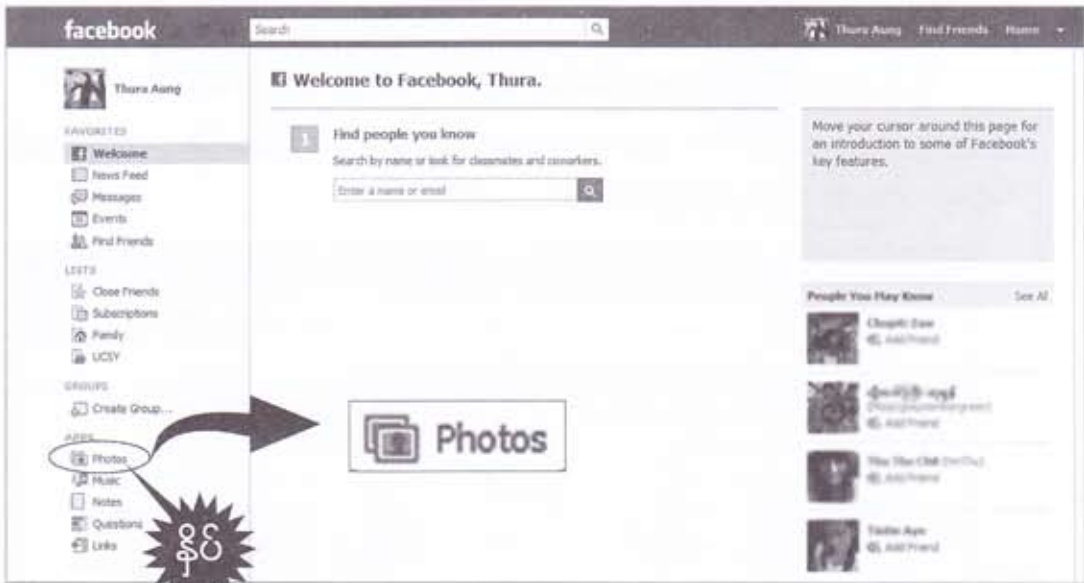 facebook
Search
Thura Aung Find Friends Home
Thura Aung
FAVORITES
Welcome
News Feed
Messages
Events
Find Friends
LISTS
Close Friends
Subscriptions
Family
UCSY
GROUPS
Create Group...
APPS
Photos
Music
Notes
Questions
Links
နှိပ်
Welcome to Facebook, Thura.
1
Find people you know
Search by name or look for classmates and coworkers.
Enter a name or email
Photos
Move your cursor around this page for
an introduction to some of Facebook's
key features.
People You May Know See All
Add Friend
Add Friend
Add Friend
Add Friend